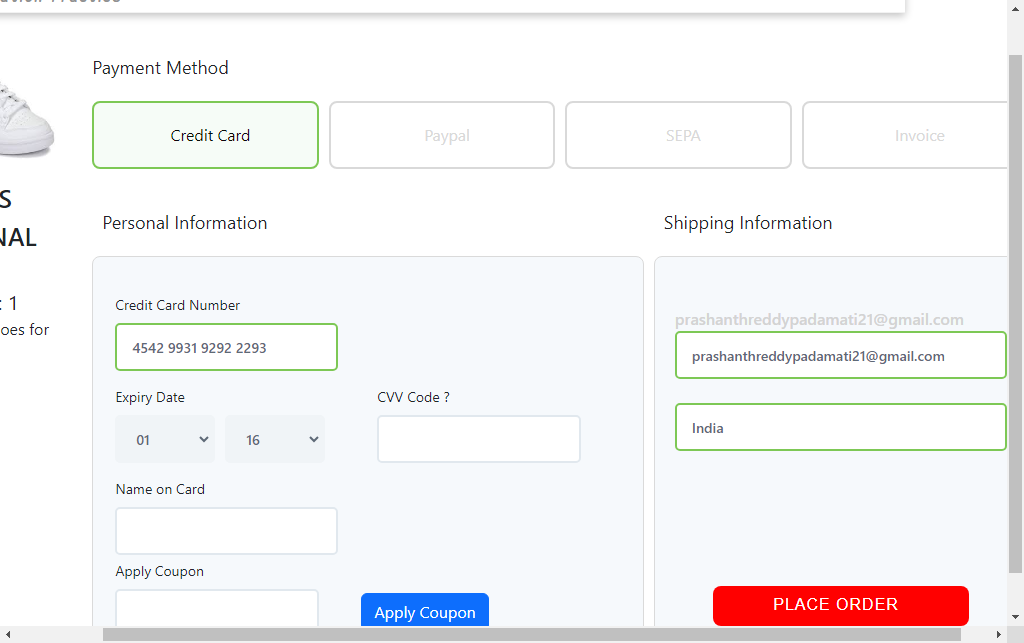 Payment Method
Credit Card
Paypal
SEPA
Invoice
Personal Information
Shipping Information
: 1
oes for
Credit Card Number
4542 9931 9292 2293
Expiry Date
01
16
CVV Code ?
Name on Card
Apply Coupon
Apply Coupon
prashanthreddypadamati21@gmail.com
prashanthreddypadamati21@gmail.com
India
PLACE ORDER